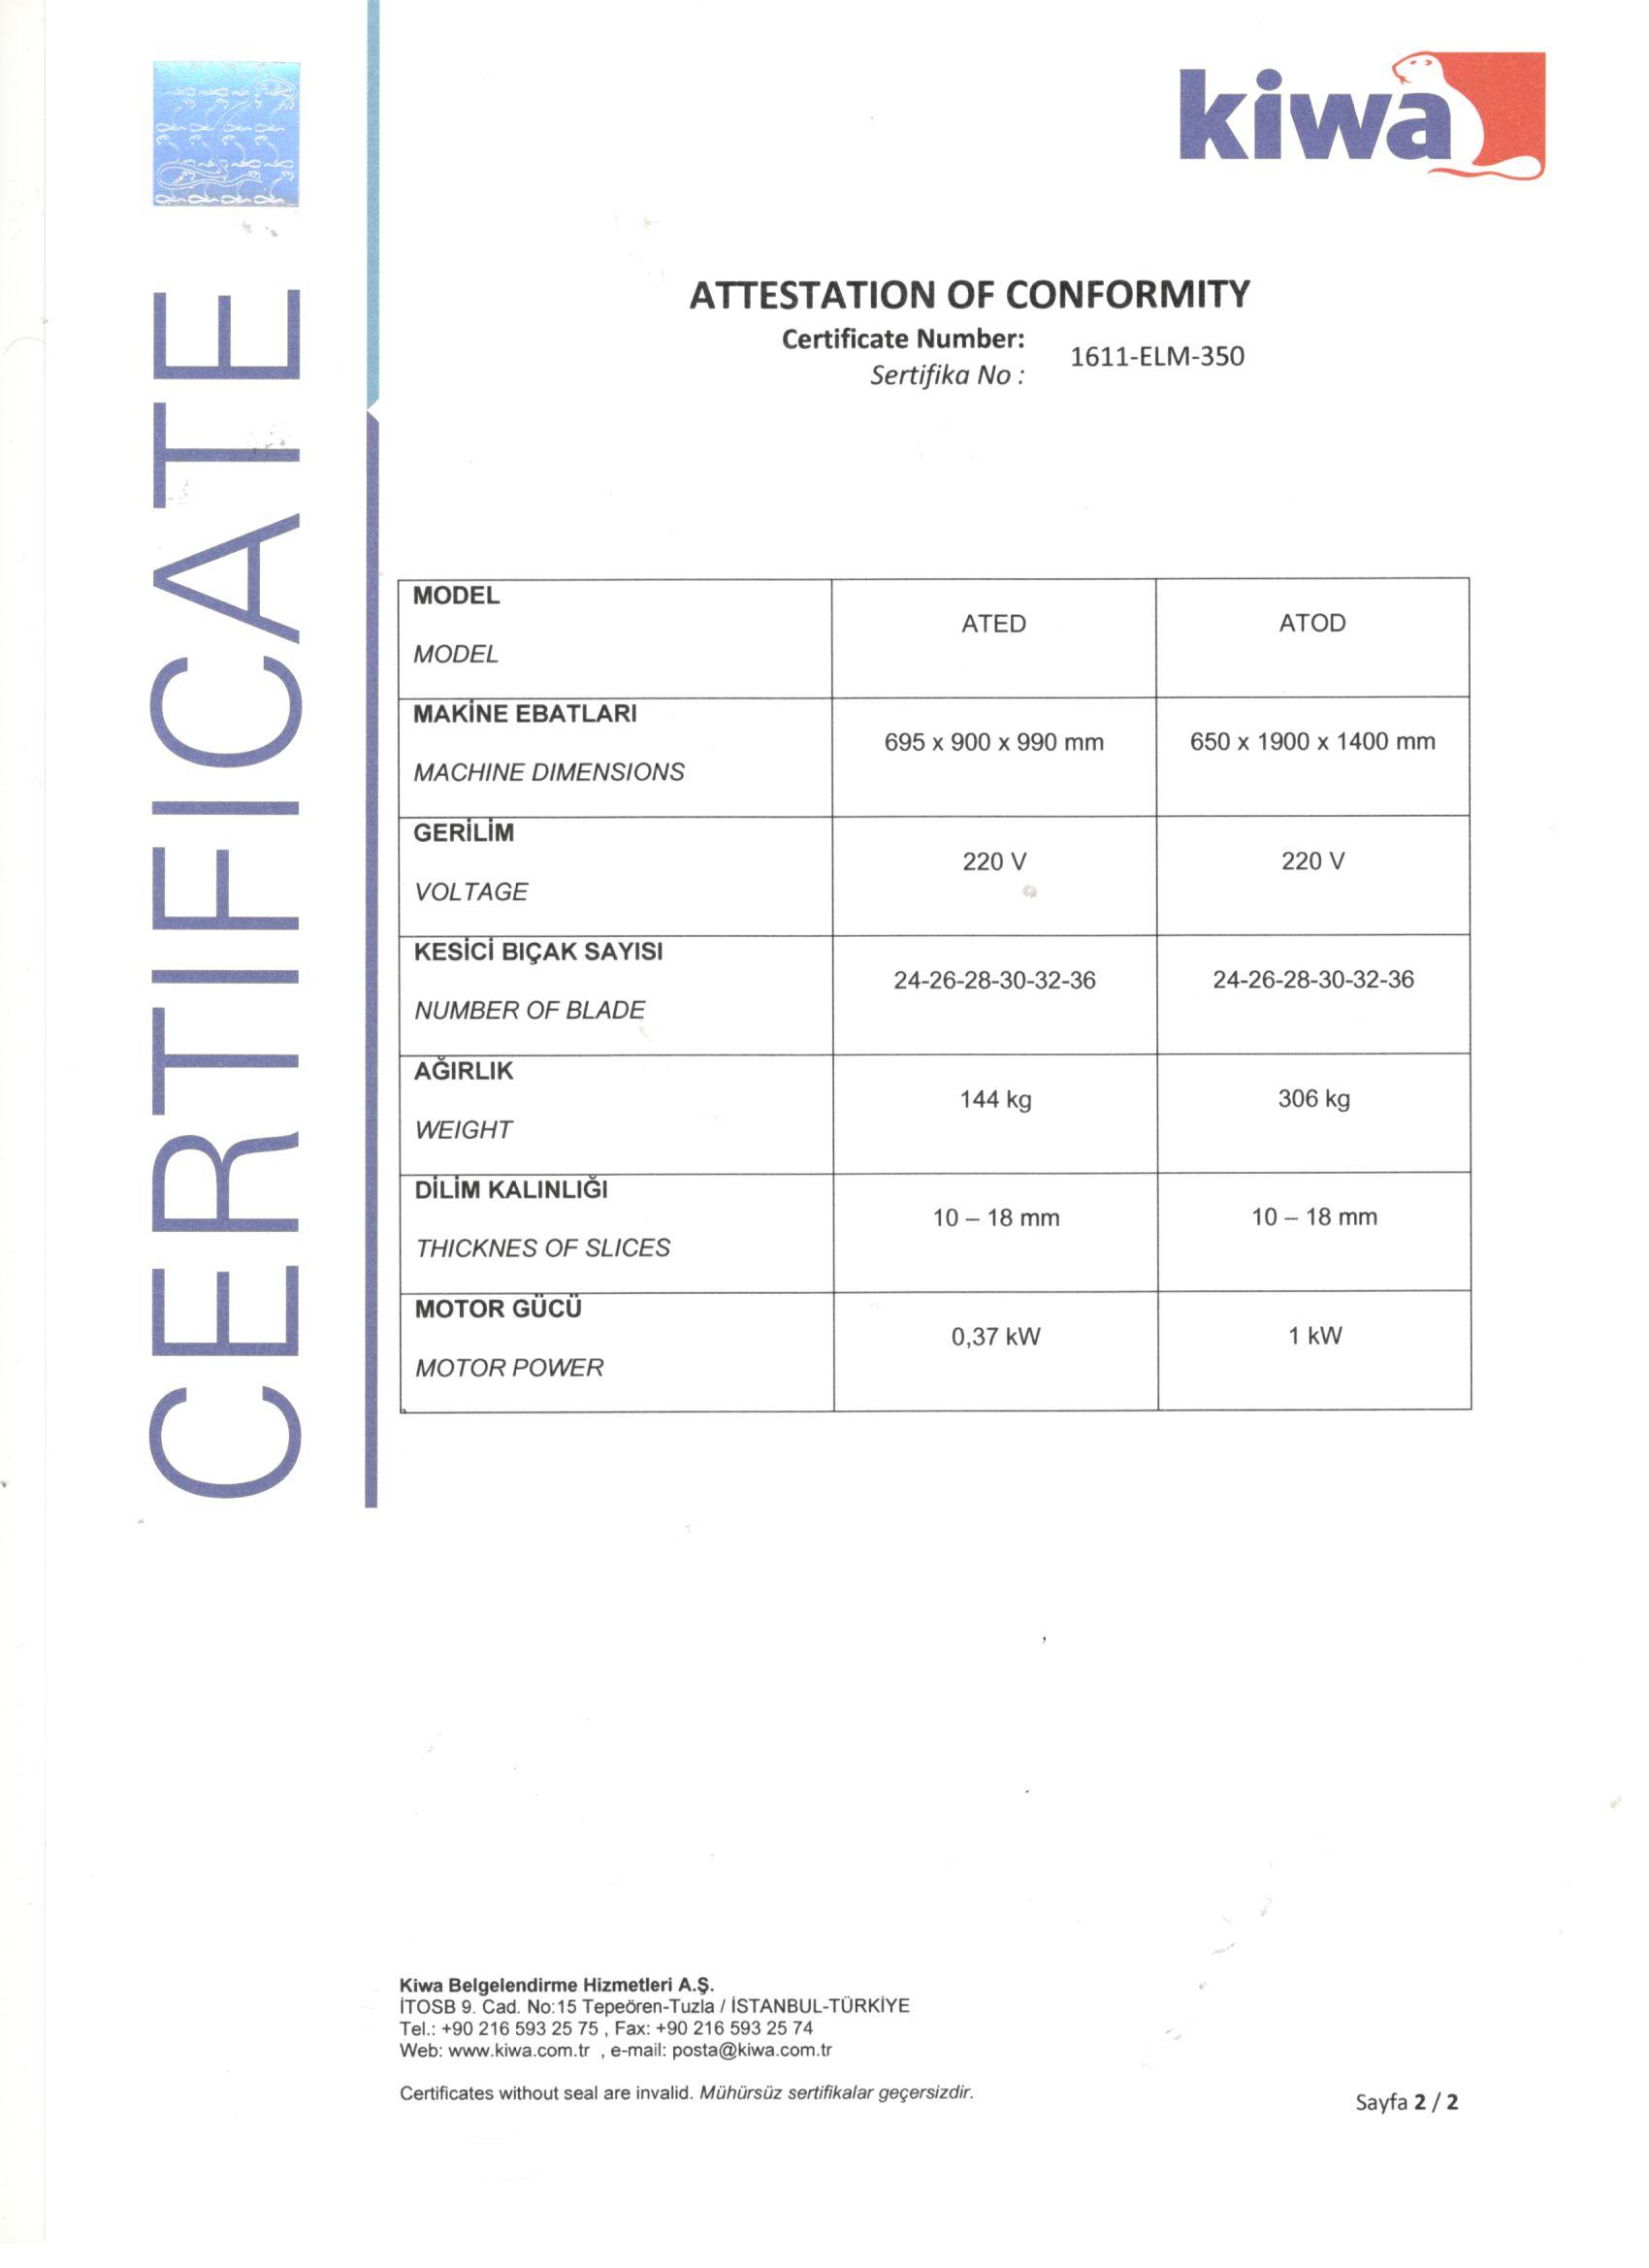 kiwa
CERTIFICATE
ATTESTATION OF CONFORMITY
Certificate Number:
Sertifika No :
1611-ELM-350
MODEL
MODEL
ATED
ATOD
MAKİNE EBATLARI
MACHINE DIMENSIONS
695 x 900 x 990 mm
650 x 1900 x 1400 mm
GERİLİM
VOLTAGE
220 V
220 V
KESİCİ BIÇAK SAYISI
NUMBER OF BLADE
24-26-28-30-32-36
24-26-28-30-32-36
AĞIRLIK
WEIGHT
144 kg
306 kg
DİLİM KALINLIĞI
THICKNES OF SLICES
10 – 18 mm
10 – 18 mm
MOTOR GÜCÜ
MOTOR POWER
0,37 kW
1 kW
Kiwa Belgelendirme Hizmetleri A.Ş.
İTOSB 9. Cad. No:15 Tepeören-Tuzla / İSTANBUL-TÜRKİYE
Tel.: +90 216 593 25 75 , Fax: +90 216 593 25 74
Web: www.kiwa.com.tr , e-mail: posta@kiwa.com.tr
Certificates without seal are invalid. Mühürsüz sertifikalar geçersizdir.
Sayfa 2 / 2